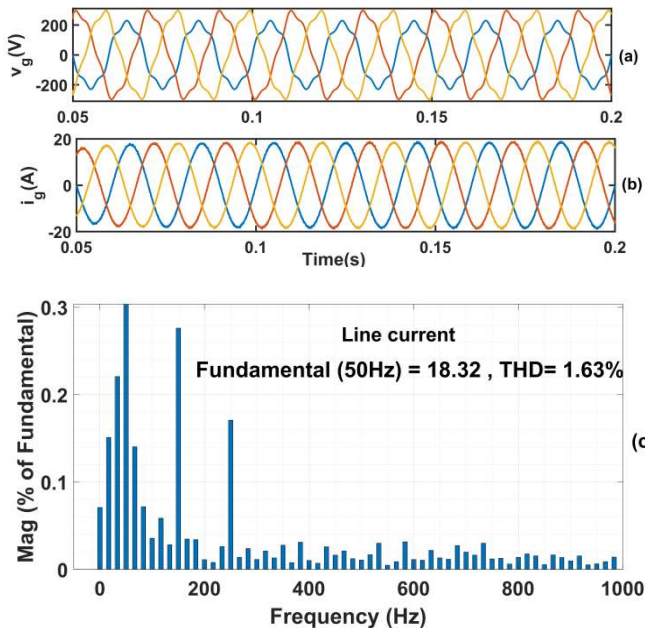 v_g(V)
200
0
-200
0.05
0.1
0.15
0.2
(a)
i_g(A)
20
0
-20
0.05
0.1
0.15
0.2
(b)
Time(s)
Mag (% of Fundamental)
0.3
0.2
0.1
0
Line current
Fundamental (50Hz) = 18.32 , THD= 1.63%
(c
0
200
400
600
800
1000
Frequency (Hz)